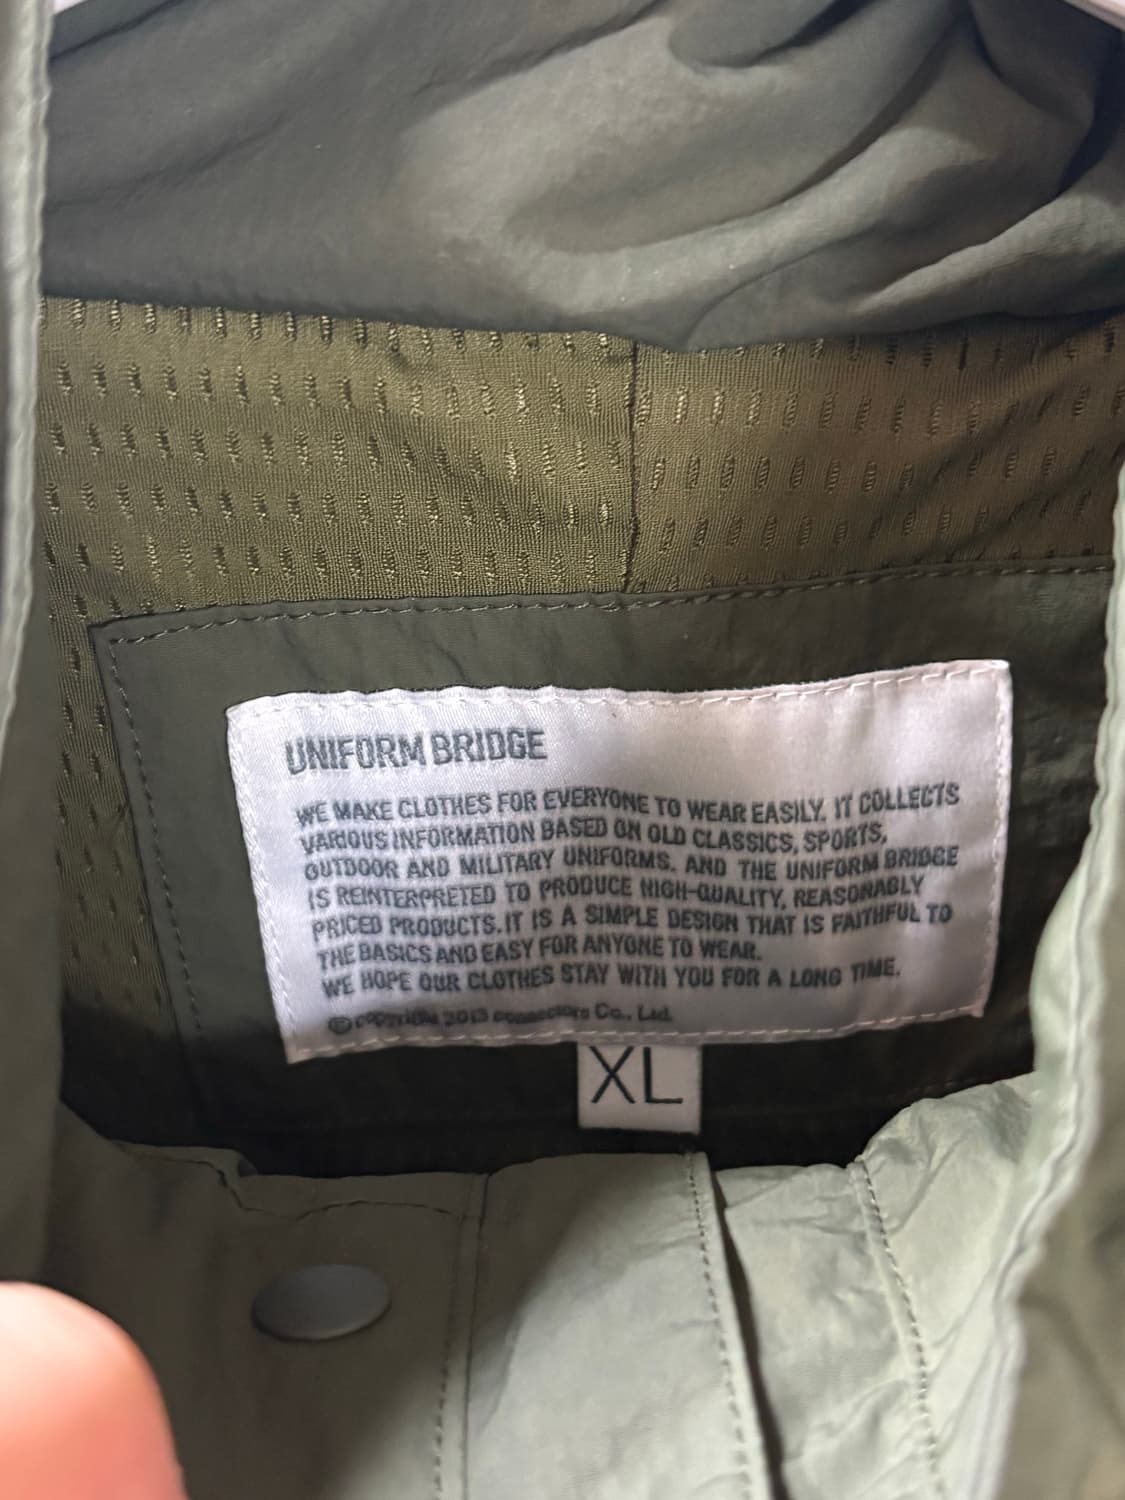 UNIFORM BRIDGE
WE MAKE CLOTHES FOR EVERYONE TO WEAR EASILY. IT COLLECTS
VARIOUS INFORMATION BASED ON OLD CLASSICS, SPORTS,
OUTDOOR AND MILITARY UNIFORMS. AND THE UNIFORM BRIDGE
IS REINTERPRETED TO PRODUCE HIGH-QUALITY, REASONABLY
PRICED PRODUCTS. IT IS A SIMPLE DESIGN THAT IS FAITHFUL TO
THE BASICS AND EASY FOR ANYONE TO WEAR.
WE HOPE OUR CLOTHES STAY WITH YOU FOR A LONG TIME.
© copyright 2013 connectors Co., Ltd.
XL